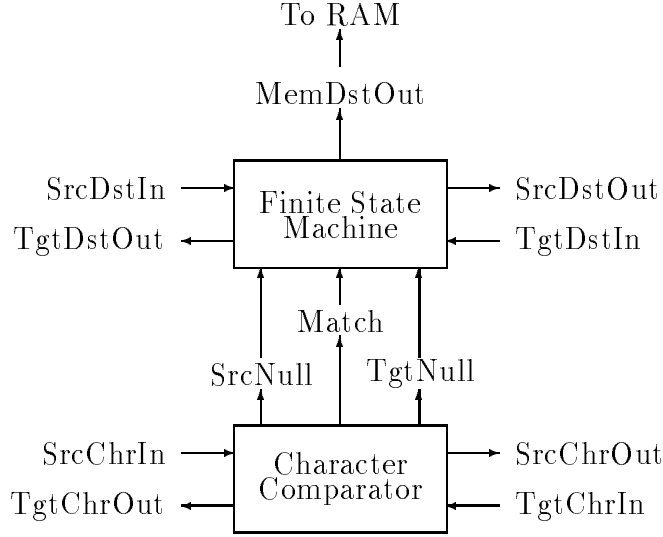 To RAM
MemDstOut
SrcDstIn
Finite State
Machine
SrcDstOut
TgtDstOut
TgtDstIn
Match
SrcNull
TgtNull
SrcChrIn
Character
Comparator
SrcChrOut
TgtChrOut
TgtChrIn